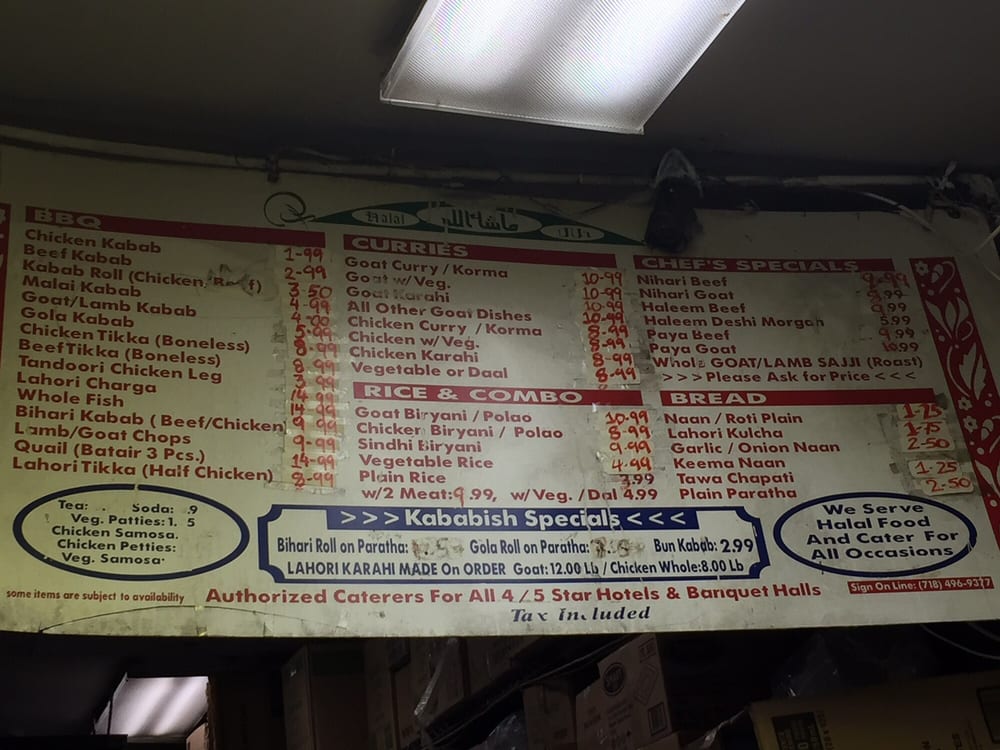 Halal ماشاءالله حلال
BBQ
Chicken Kabab 1-99
Beef Kabab 2-99
Kabab Roll (Chicken/Beef) 3-50
Malai Kabab 4-99
Goat/Lamb Kabab
Gola Kabab
Chicken Tikka (Boneless)
Beef Tikka (Boneless)
Tandoori Chicken Leg
Lahori Charga
Whole Fish
Bihari Kabab (Beef/Chicken)
Lamb/Goat Chops
Quail (Batair 3 Pcs.) 14-99
Lahori Tikka (Half Chicken) 8-99
CURRIES
Goat Curry / Korma 10-99
Goat w/Veg. 10-99
Goat Karahi 10-99
All Other Goat Dishes 10-99
Chicken Curry / Korma 8-99
Chicken w/Veg. 8-99
Chicken Karahi 8-99
Vegetable or Daal 8-99
RICE & COMBO
Goat Biryani / Polao 10-99
Chicken Biryani / Polao 8-99
Sindhi Biryani 9-99
Vegetable Rice 4-99
Plain Rice 3.99
w/2 Meat:9.99, w/Veg. /Dal 4.99
CHEF'S SPECIALS
Nihari Beef
Nihari Goat
Haleem Beef
Haleem Deshi Morgan 5.99
Paya Beef
Paya Goat
Whole GOAT/LAMB SAJJI (Roast)
>>>Please Ask for Price<<<
BREAD
Naan / Roti Plain 1-25
Lahori Kulcha 1-75
Garlic / Onion Naan 2-50
Keema Naan
Tawa Chapati 1-25
Plain Paratha 2-50
Tea: Soda: .9
Veg. Patties: 1. 5
Chicken Samosa.
Chicken Petties:
Veg. Samosa.
>>>Kababish Specials<<<
Bihari Roll on Paratha: Gola Roll on Paratha: Bun Kabab: 2.99
LAHORI KARAHI MADE On ORDER Goat:12.00 Lb / Chicken Whole:8.00 Lb
We Serve
Halal Food
And Cater For
All Occasions
some items are subject to availability
Authorized Caterers For All 4/5 Star Hotels & Banquet Halls
Sign On Line: (718) 496-9377
Tax Included